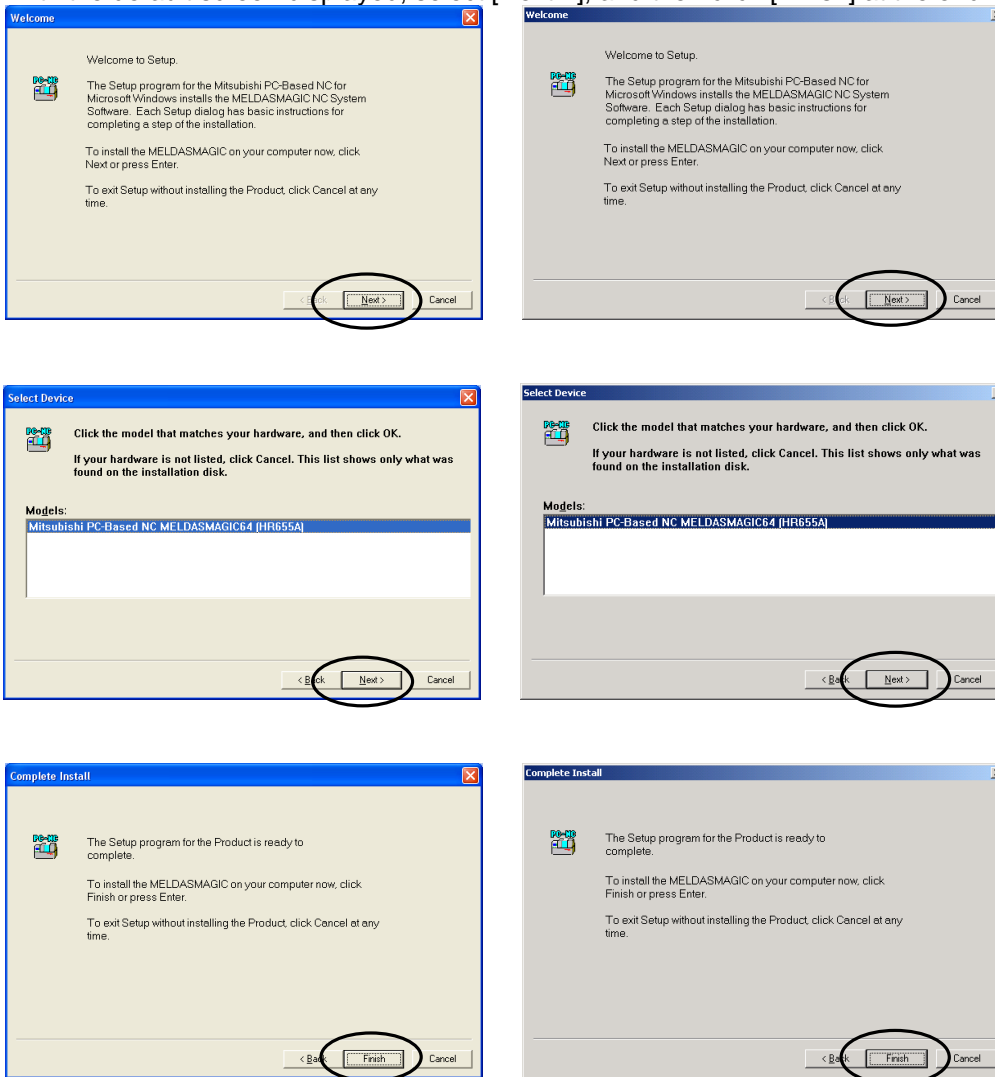 Welcome
Welcome to Setup.
PC-NC
The Setup program for the Mitsubishi PC-Based NC for
Microsoft Windows installs the MELDASMAGIC NC System
Software. Each Setup dialog has basic instructions for
completing a step of the installation.
To install the MELDASMAGIC on your computer now, click
Next or press Enter.
To exit Setup without installing the Product, click Cancel at any
time.
< Back Next > Cancel
Welcome
Welcome to Setup.
PC-NC
The Setup program for the Mitsubishi PC-Based NC for
Microsoft Windows installs the MELDASMAGIC NC System
Software. Each Setup dialog has basic instructions for
completing a step of the installation.
To install the MELDASMAGIC on your computer now, click
Next or press Enter.
To exit Setup without installing the Product, click Cancel at any
time.
< Back Next > Cancel
Select Device
PC-NC
Click the model that matches your hardware, and then click OK.
If your hardware is not listed, click Cancel. This list shows only what was
found on the installation disk.
Models:
Mitsubishi PC-Based NC MELDASMAGIC64 (HR655A)
< Back Next > Cancel
Select Device
PC-NC
Click the model that matches your hardware, and then click OK.
If your hardware is not listed, click Cancel. This list shows only what was
found on the installation disk.
Models:
Mitsubishi PC-Based NC MELDASMAGIC64 (HR655A)
< Back Next > Cancel
Complete Install
PC-NC
The Setup program for the Product is ready to
complete.
To install the MELDASMAGIC on your computer now, click
Finish or press Enter.
To exit Setup without installing the Product, click Cancel at any
time.
< Back Finish Cancel
Complete Install
PC-NC
The Setup program for the Product is ready to
complete.
To install the MELDASMAGIC on your computer now, click
Finish or press Enter.
To exit Setup without installing the Product, click Cancel at any
time.
< Back Finish Cancel